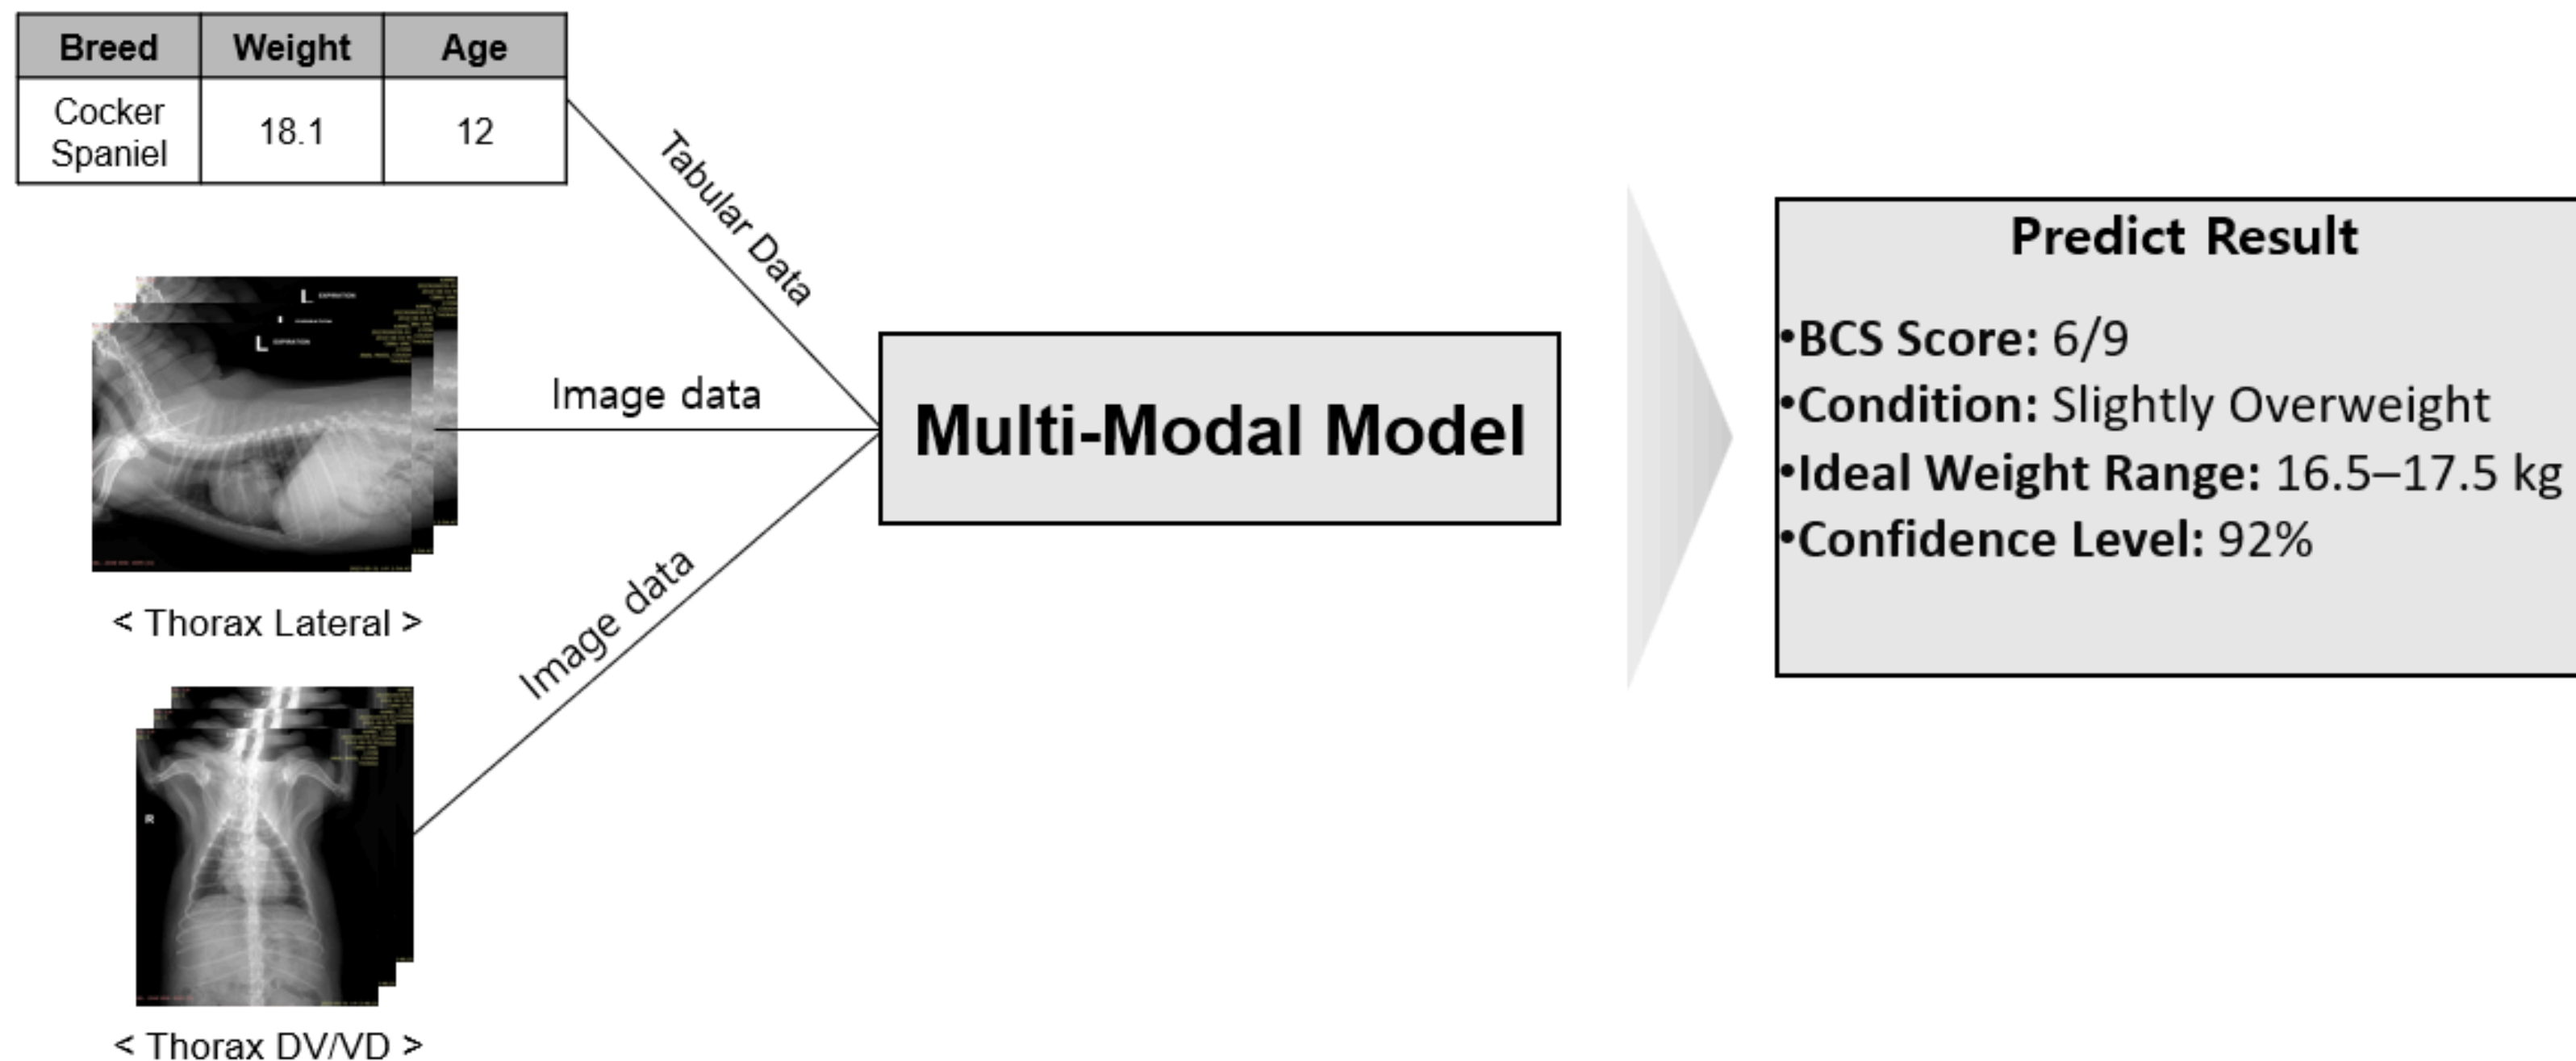 Breed Weight Age
Cocker
Spaniel
18.1
12
Tabular Data
L EXPIRATION
L
L EXPIRATION
Image data
< Thorax Lateral >
Multi-Modal Model
Image data
R
< Thorax DV/VD >
Predict Result
•BCS Score: 6/9
•Condition: Slightly Overweight
•Ideal Weight Range: 16.5–17.5 kg
•Confidence Level: 92%